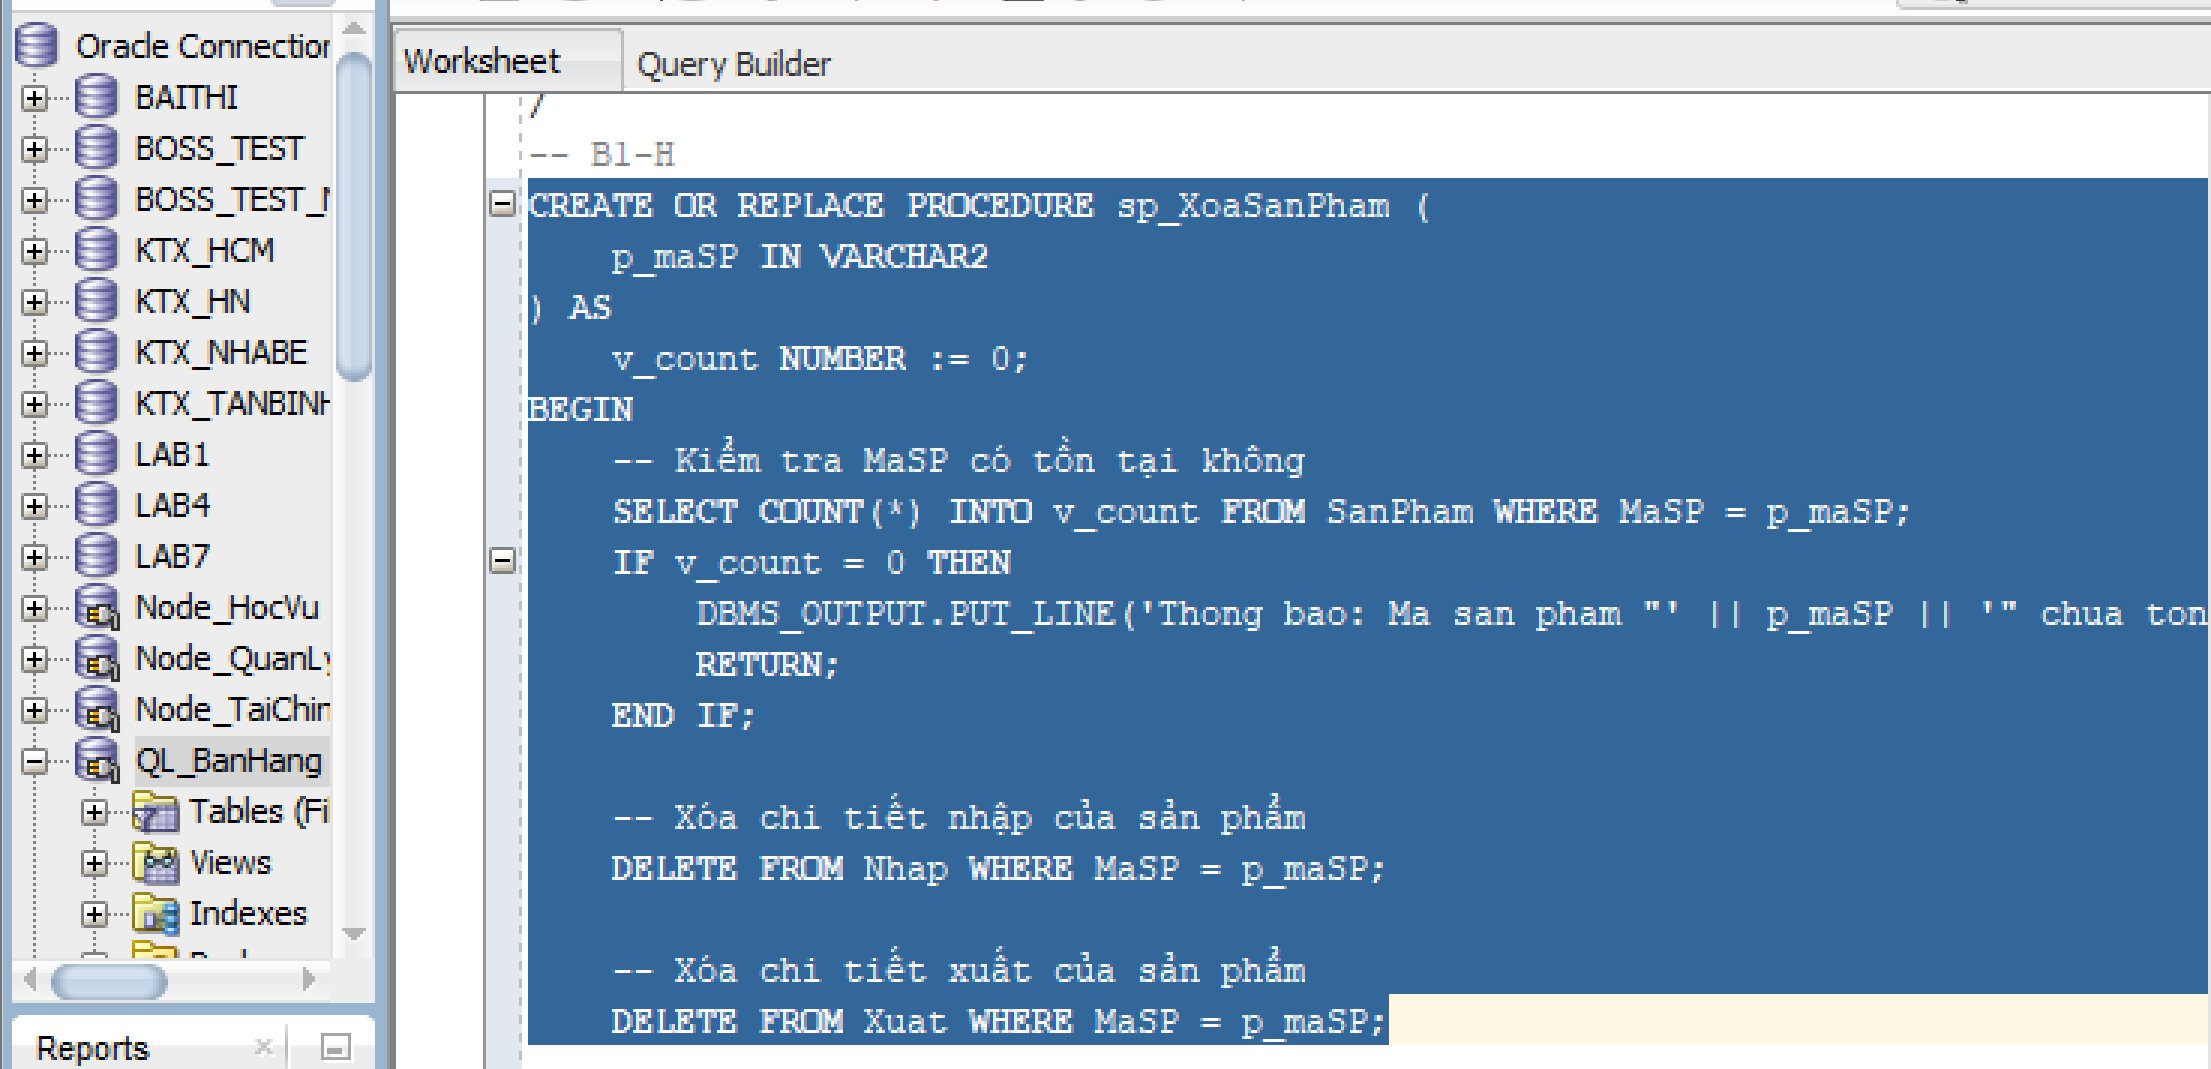 Oracle Connection
BAITHI
BOSS_TEST
BOSS_TEST_
KTX_HCM
KTX_HN
KTX_NHABE
KTX_TANBINH
LAB1
LAB4
LAB7
Node_HocVu
Node_QuanLy
Node_TaiChin
QL_BanHang
Tables (Fi
Views
Indexes
Reports
Worksheet
Query Builder
/
-- B1-H
CREATE OR REPLACE PROCEDURE sp_XoaSanPham (
p_maSP IN VARCHAR2
) AS
v_count NUMBER := 0;
BEGIN
-- Kiểm tra MaSP có tồn tại không
SELECT COUNT(*) INTO v_count FROM SanPham WHERE MaSP = p_maSP;
IF v_count = 0 THEN
DBMS_OUTPUT.PUT_LINE('Thong bao: Ma san pham "' || p_maSP || '" chua ton
RETURN;
END IF;
-- Xóa chi tiết nhập của sản phẩm
DELETE FROM Nhap WHERE MaSP = p_maSP;
-- Xóa chi tiết xuất của sản phẩm
DELETE FROM Xuat WHERE MaSP = p_maSP;